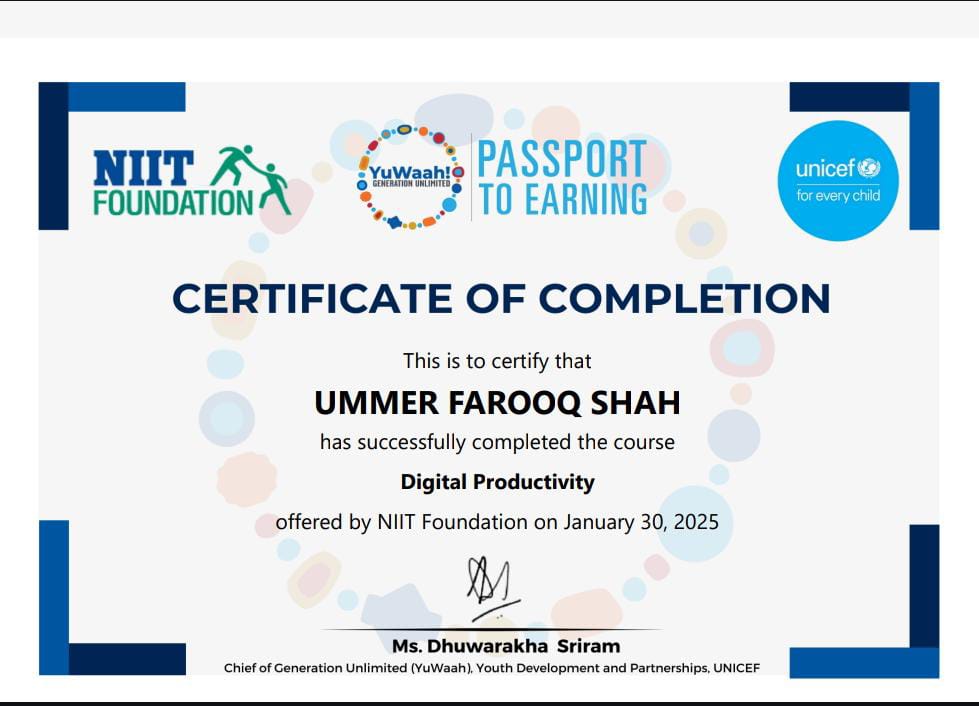 NIIT
FOUNDATION
YuWaah!
GENERATION UNLIMITED
PASSPORT
TO EARNING
unicef
for every child
CERTIFICATE OF COMPLETION
This is to certify that
UMMER FAROOQ SHAH
has successfully completed the course
Digital Productivity
offered by NIIT Foundation on January 30, 2025
Ms. Dhuwarakha Sriram
Chief of Generation Unlimited (YuWaah), Youth Development and Partnerships, UNICEF